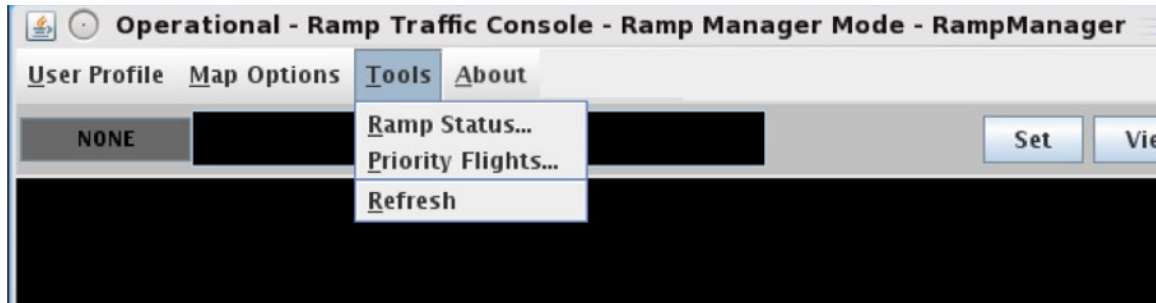 Operational - Ramp Traffic Console - Ramp Manager Mode - RampManager
User Profile Map Options Tools About
NONE
Ramp Status...
Priority Flights...
Refresh
Set
Vie